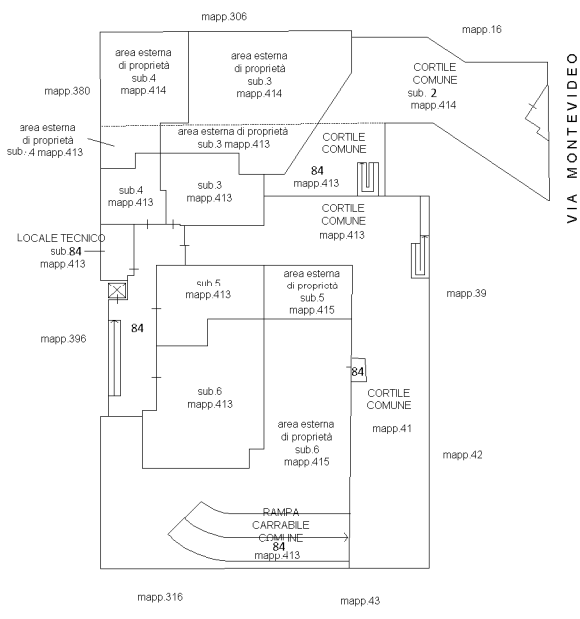 mapp.306
mapp.16
area esterna
di proprietà
sub.4
mapp.414
area esterna
di proprietà
sub.3
mapp.414
CORTILE
COMUNE
sub. 2
mapp.414
VIA MONTEVIDEO
mapp.380
area esterna
di proprietà
sub. 4 mapp.413
area esterna di proprietà
sub.3 mapp.413
CORTILE
COMUNE
84
mapp.413
sub.4
mapp.413
sub.3
mapp.413
CORTILE
COMUNE
mapp.413
LOCALE TECNICO
sub.84
mapp.413
sub.5
mapp.413
area esterna
di proprietà
sub.5
mapp.415
mapp.39
84
mapp.396
84
sub.6
mapp.413
CORTILE
COMUNE
mapp.41
area esterna
di proprietà
sub.6
mapp.415
mapp.42
RAMPA
CARRABILE
COMUNE
84
mapp.413
mapp.316
mapp.43